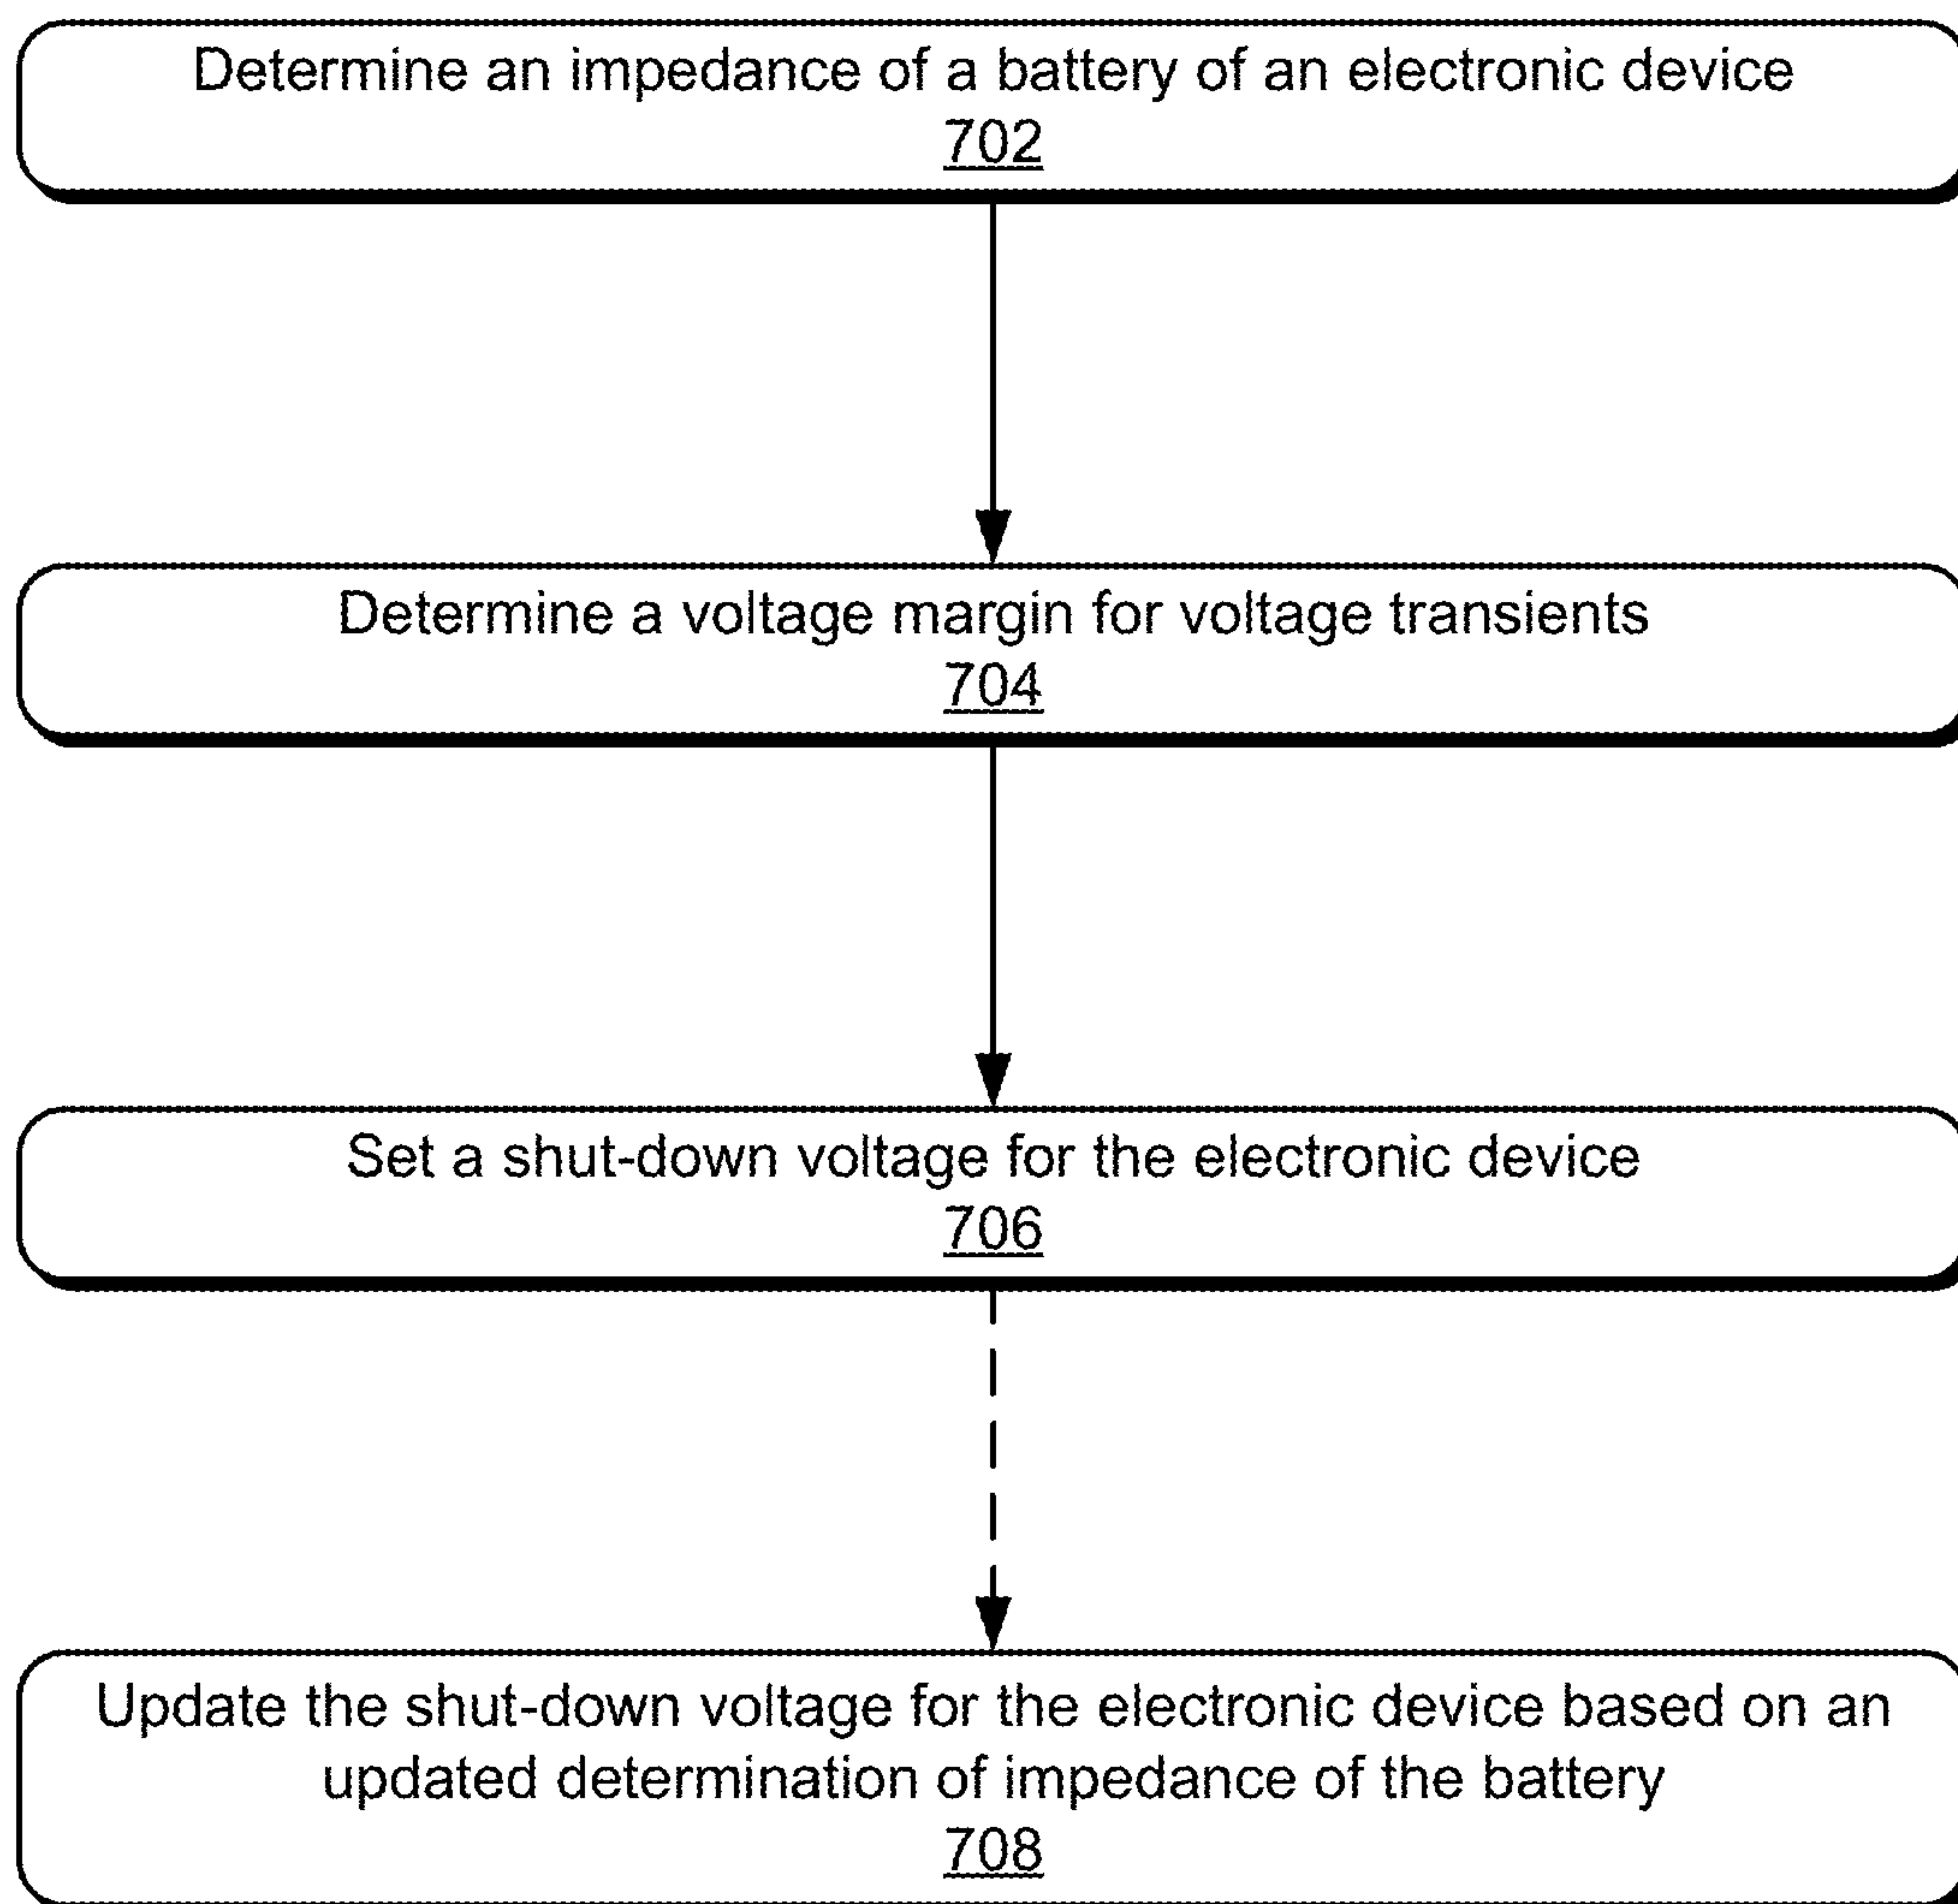 Determine an impedance of a battery of an electronic device
702
Determine a voltage margin for voltage transients
704
Set a shut-down voltage for the electronic device
706
Update the shut-down voltage for the electronic device based on an
updated determination of impedance of the battery
708